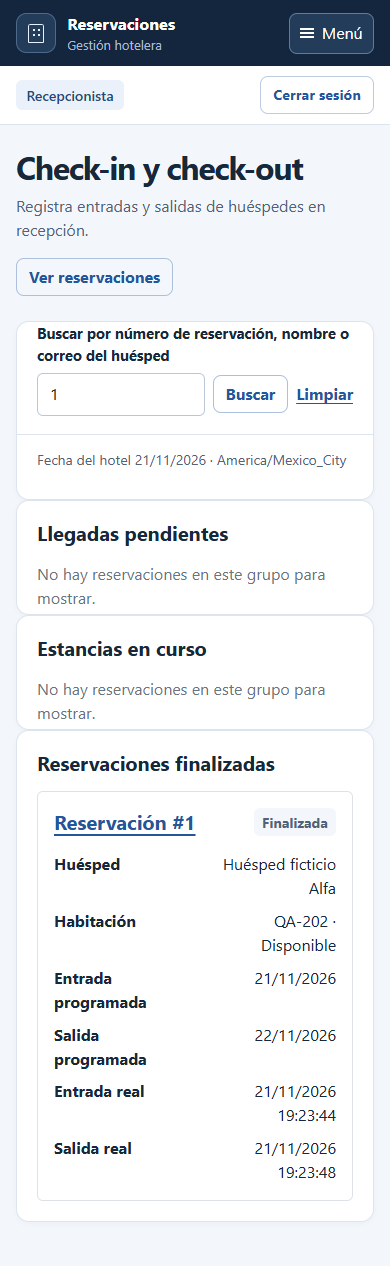 Reservaciones
Gestión hotelera
Menú
Recepcionista
Cerrar sesión
Check-in y check-out
Registra entradas y salidas de huéspedes en
recepción.
Ver reservaciones
Buscar por número de reservación, nombre o
correo del huésped
1
Buscar
Limpiar
Fecha del hotel 21/11/2026 · America/Mexico_City
Llegadas pendientes
No hay reservaciones en este grupo para
mostrar.
Estancias en curso
No hay reservaciones en este grupo para
mostrar.
Reservaciones finalizadas
Reservación #1
Finalizada
Huésped
Huésped ficticio
Alfa
Habitación
QA-202 ·
Disponible
Entrada
programada
21/11/2026
Salida
programada
22/11/2026
Entrada real
21/11/2026
19:23:44
Salida real
21/11/2026
19:23:48